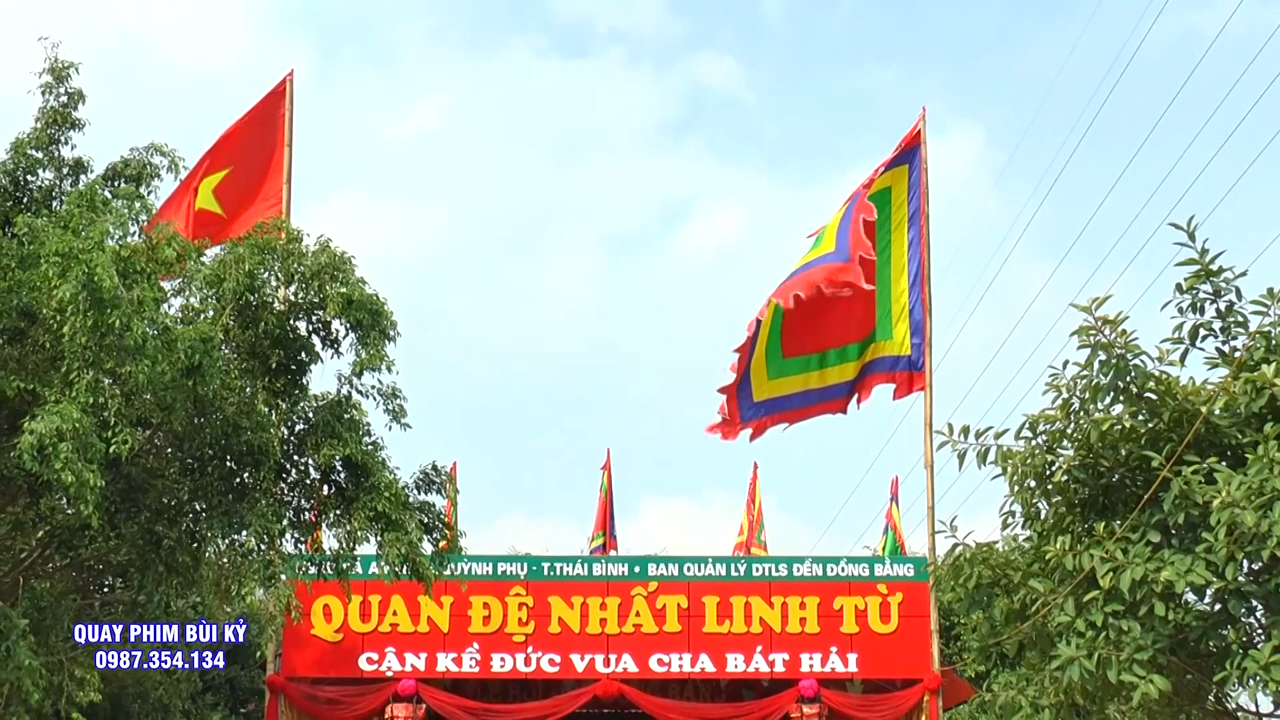 QUỲNH PHỤ - T.THÁI BÌNH • BAN QUẢN LÝ DTLS ĐỀN ĐỒNG BẰNG
QUAN ĐỆ NHẤT LINH TỪ
CẬN KỀ ĐỨC VUA CHA BÁT HẢI
QUAY PHIM BÙI KỶ
0987.354.134